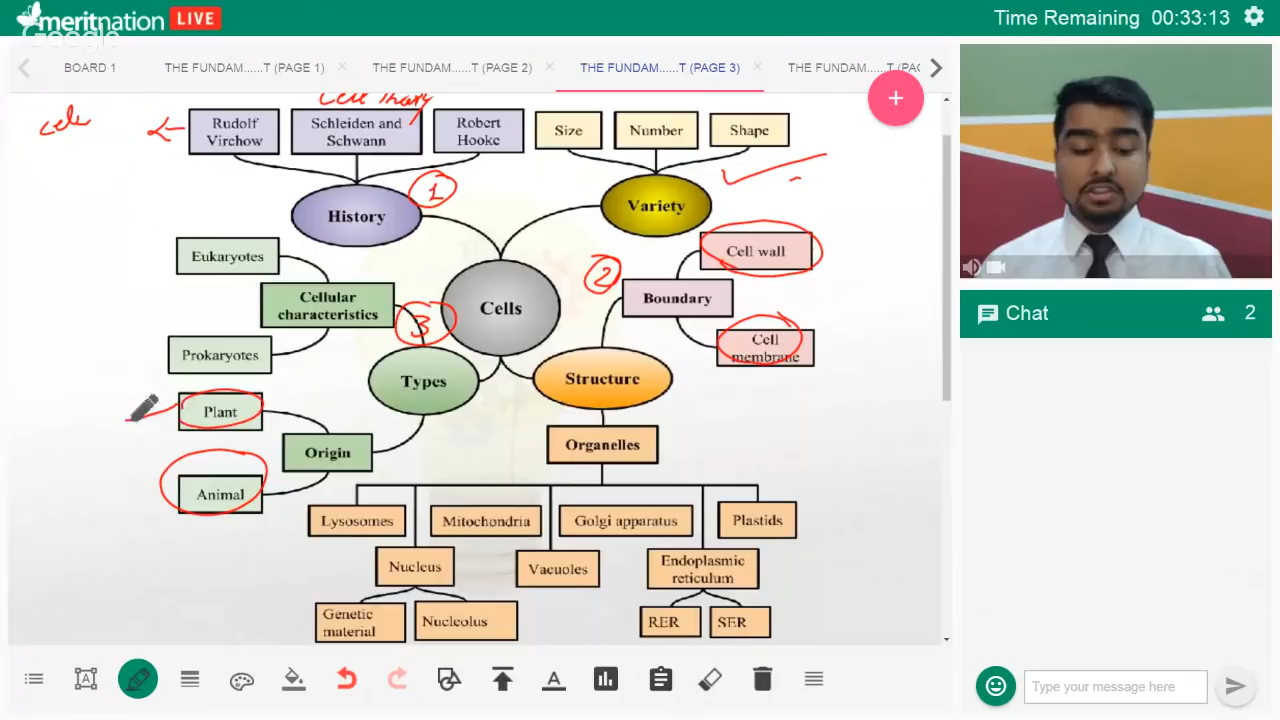 meritnation LIVE
Google
Time Remaining 00:33:13
BOARD 1
THE FUNDAM......T (PAGE 1)
THE FUNDAM......T (PAGE 2)
THE FUNDAM......T (PAGE 3)
THE FUNDAM......T (PAG
Cell Theory
Rudolf
Virchow
Schleiden and
Schwann
Robert
Hooke
Size
Number
Shape
1
History
Variety
Eukaryotes
Cellular
characteristics
Prokaryotes
3
Cells
2
Boundary
Cell wall
Cell
membrane
Types
Structure
Plant
Origin
Animal
Organelles
Lysosomes
Mitochondria
Golgi apparatus
Plastids
Nucleus
Vacuoles
Endoplasmic
reticulum
Genetic
material
Nucleolus
RER
SER
Chat
2
A
A
Type your message here